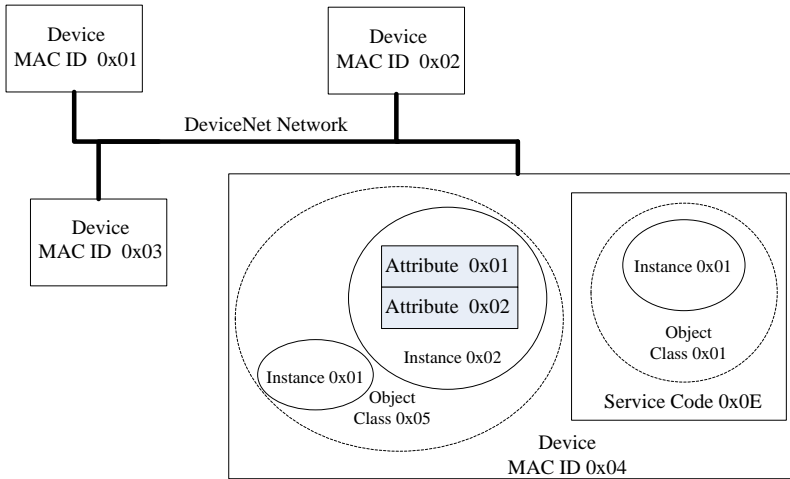 Device
MAC ID 0x01
Device
MAC ID 0x02
DeviceNet Network
Device
MAC ID 0x03
Attribute 0x01
Attribute 0x02
Instance 0x02
Instance 0x01
Object
Class 0x05
Instance 0x01
Object
Class 0x01
Service Code 0x0E
Device
MAC ID 0x04